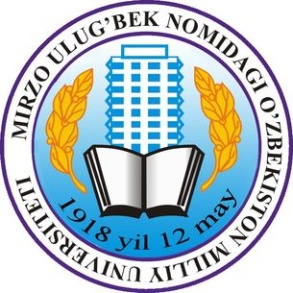 MIRZO ULUG'BEK NOMIDAGI O'ZBEKISTON MILLIY UNIVERSITETI
1918 yil 12 may